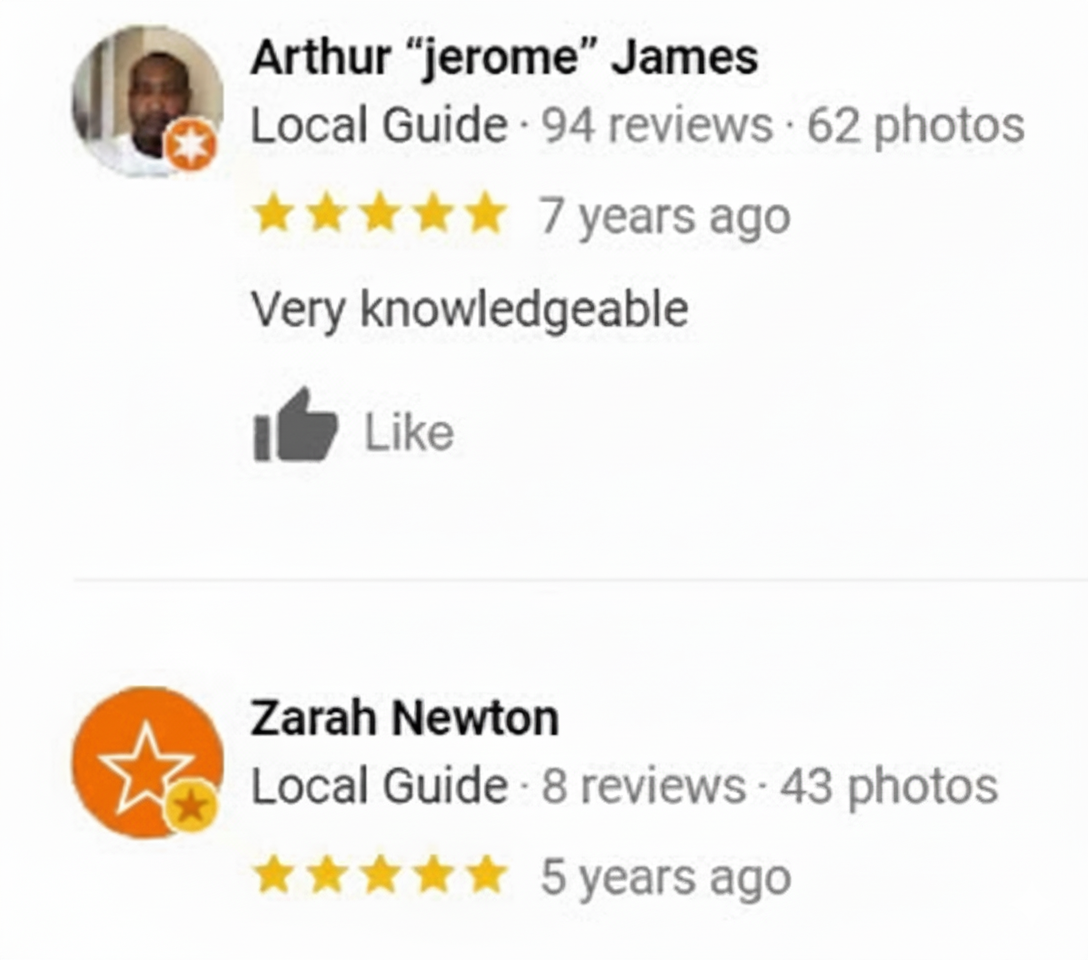 Arthur “jerome” James
Local Guide · 94 reviews · 62 photos
7 years ago
Very knowledgeable
Like
Zarah Newton
Local Guide · 8 reviews · 43 photos
5 years ago